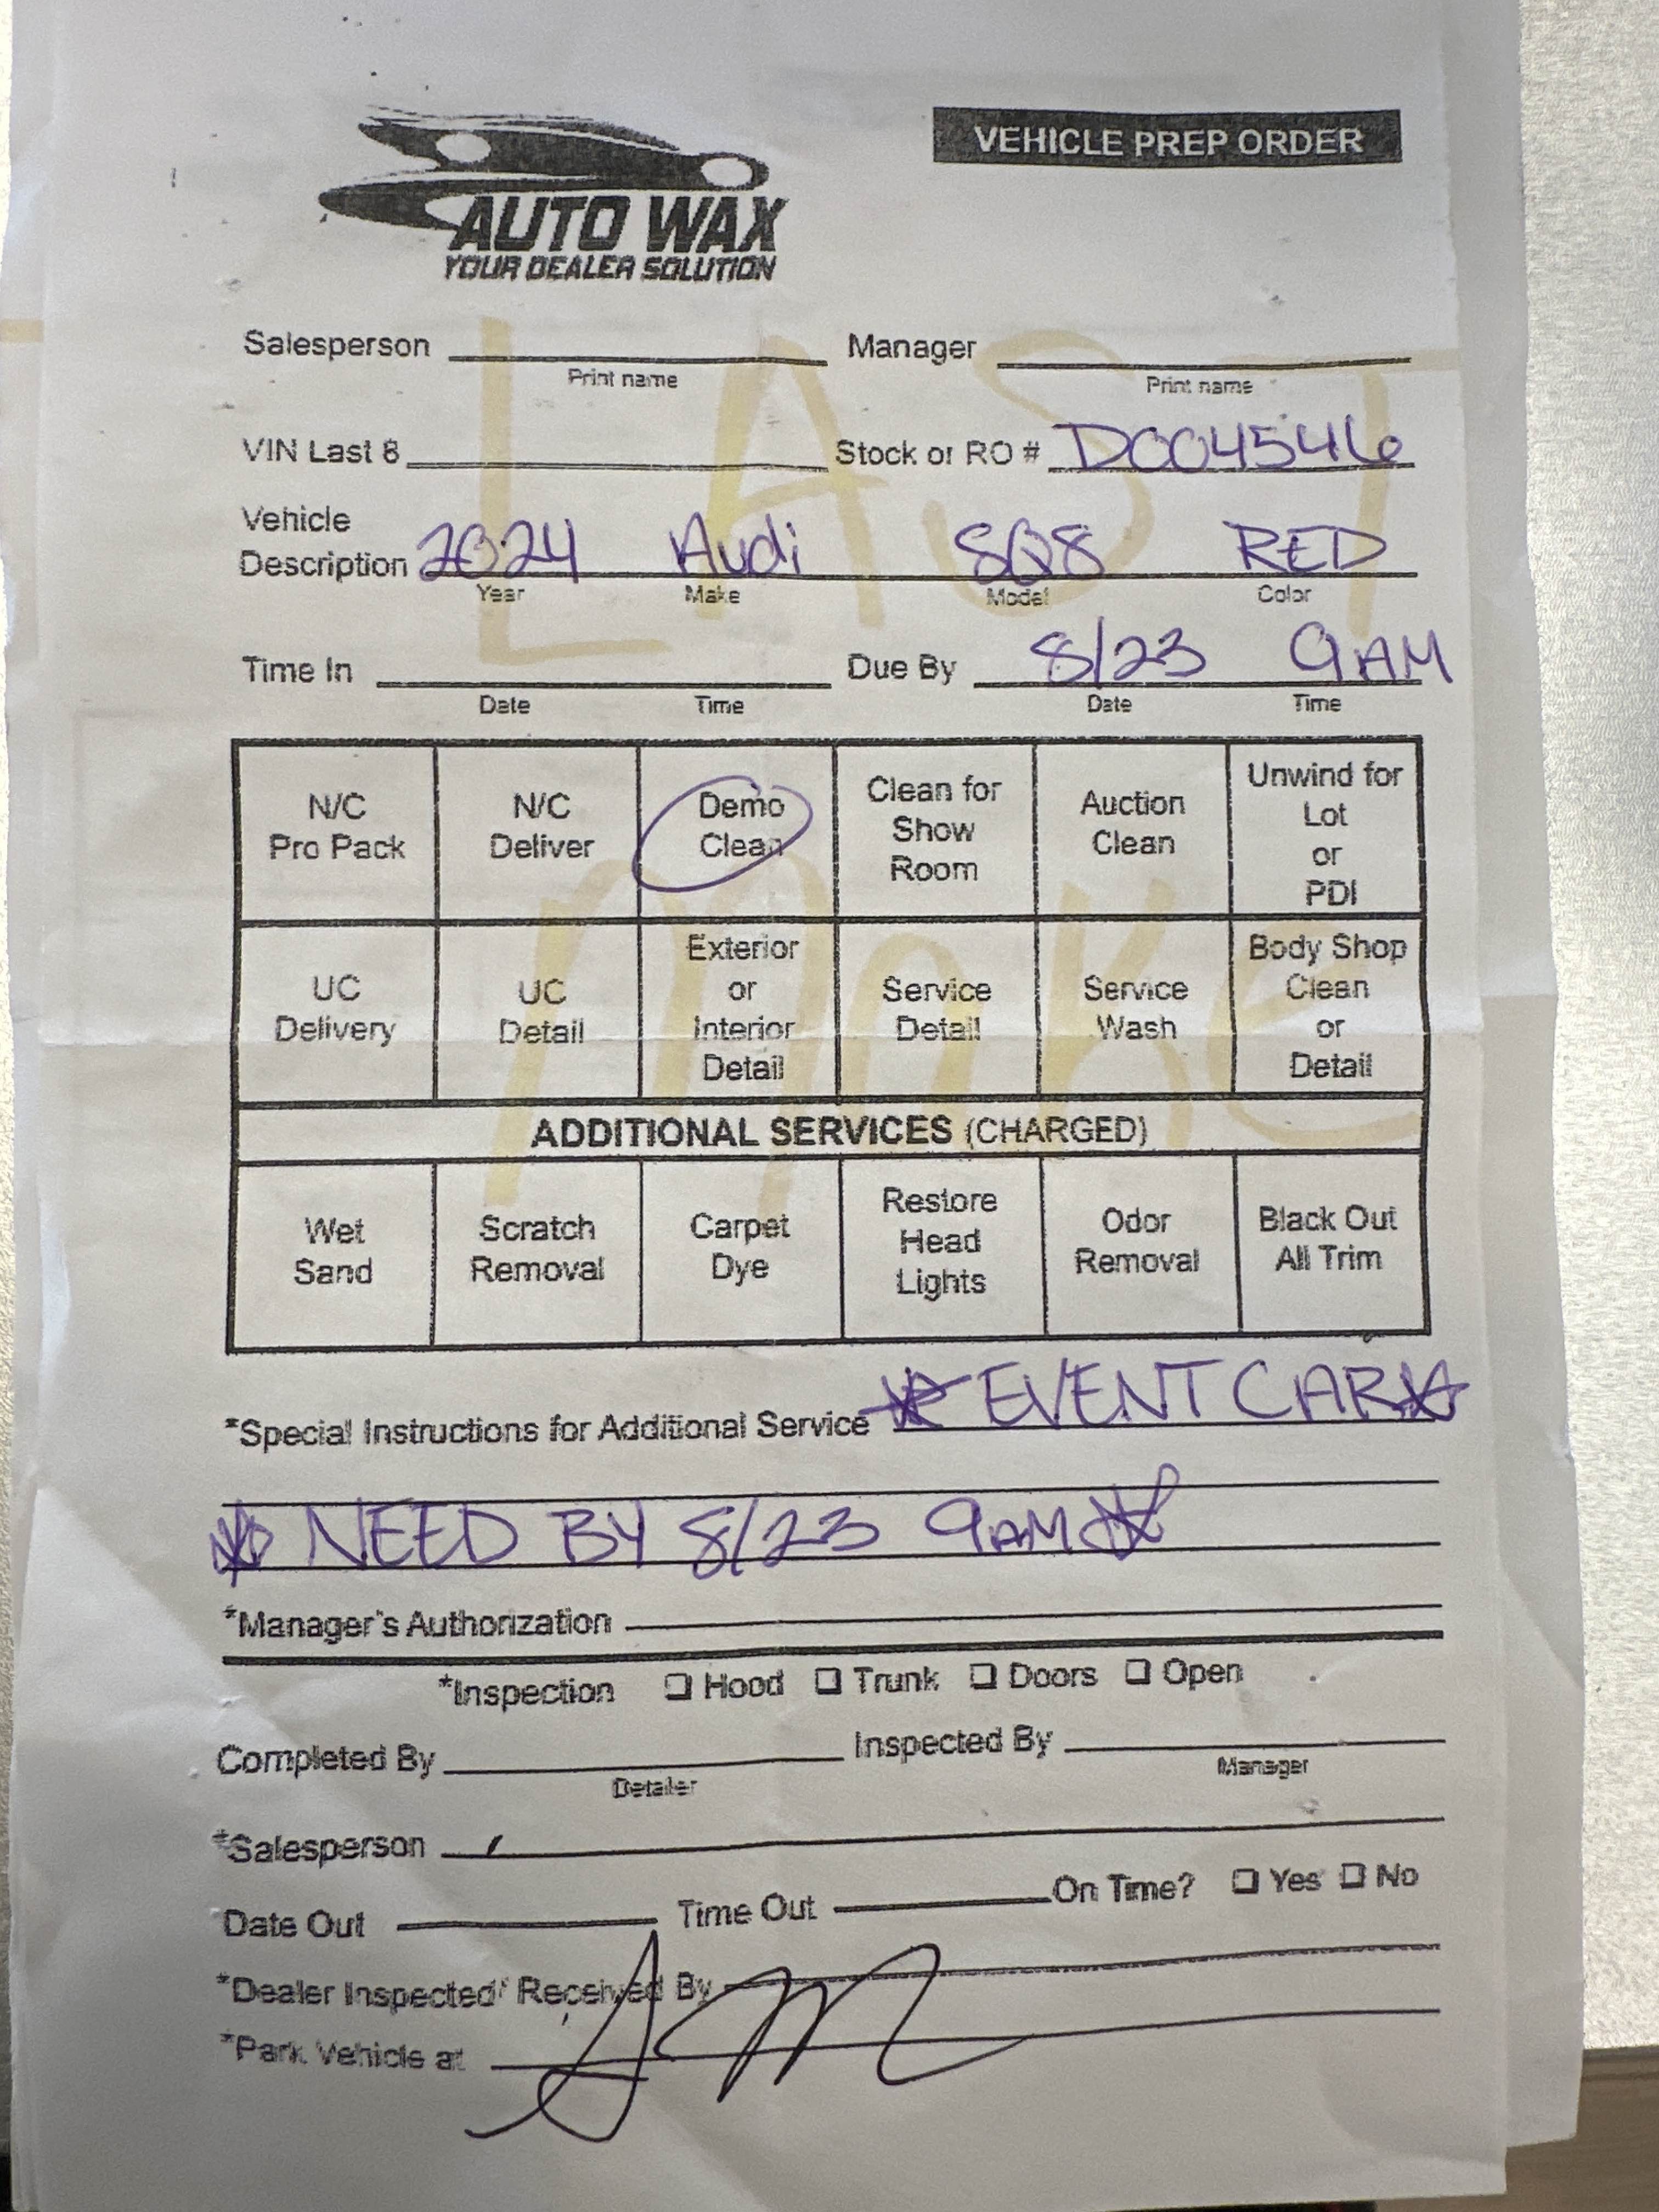 VEHICLE PREP ORDER
AUTO WAX
YOUR DEALER SOLUTION
Salesperson Manager
Print name Print name
VIN Last 8 Stock or RO # DC004546
Vehicle
Description 2024 Audi SQ8 RED
Year Make Model Color
Time In Due By 8/23 9AM
Date Time Date Time
LAST
N/C Pro Pack N/C Deliver Demo Clean Clean for Show Room Auction Clean Unwind for Lot or PDI
UC Delivery UC Detail Exterior or Interior Detail Service Detail Service Wash Body Shop Clean or Detail
ADDITIONAL SERVICES (CHARGED)
Wet Sand Scratch Removal Carpet Dye Restore Head Lights Odor Removal Black Out All Trim
*Special Instructions for Additional Service EVENT CAR
NEED BY 8/23 9AM
*Manager's Authorization
*Inspection ❑ Hood ❑ Trunk ❑ Doors ❑ Open
Completed By Inspected By
Detailer Manager
*Salesperson
Date Out Time Out On Time? ❑ Yes ❑ No
*Dealer Inspected/ Received By
*Park Vehicle at